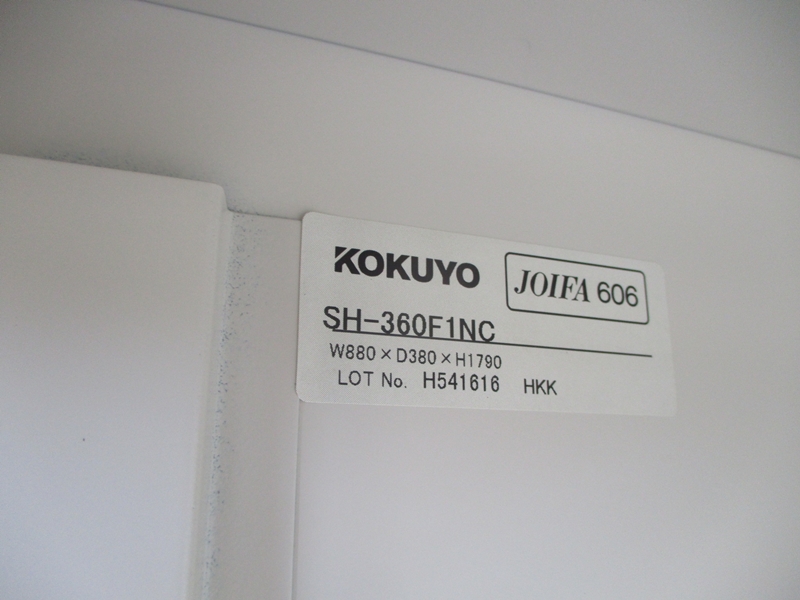 KOKUYO
JOIFA 606
SH-360F1NC
W880×D380×H1790
LOT No. H541616 HKK